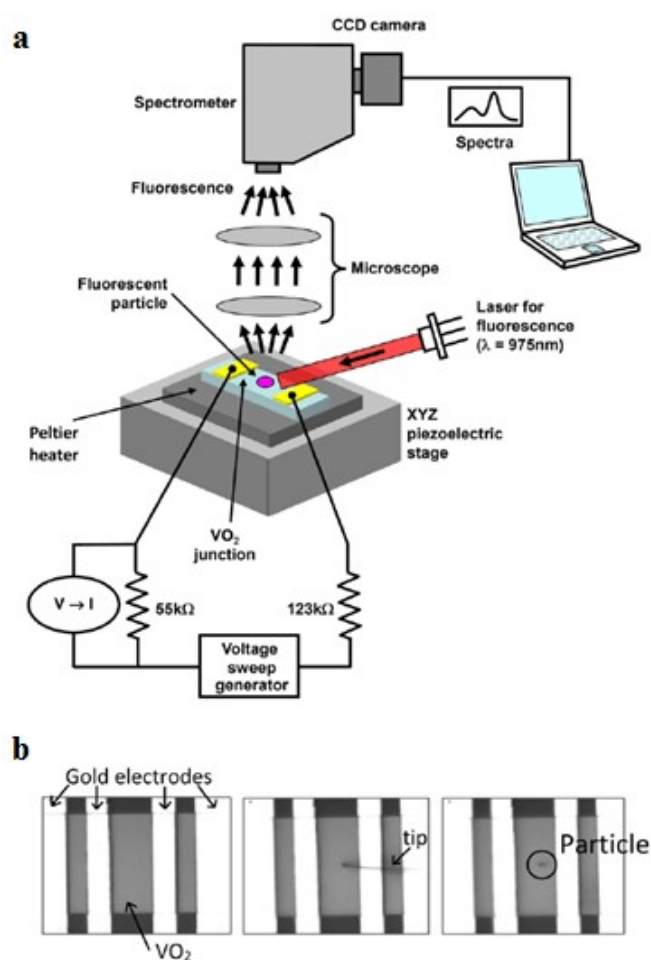 a
CCD camera
Spectrometer
Spectra
Fluorescence
Microscope
Fluorescent
particle
Laser for
fluorescence
(λ = 975nm)
Peltier
heater
XYZ
piezoelectric
stage
VO₂
junction
V → I
55kΩ
123kΩ
Voltage
sweep
generator
b
Gold electrodes
tip
Particle
VO₂